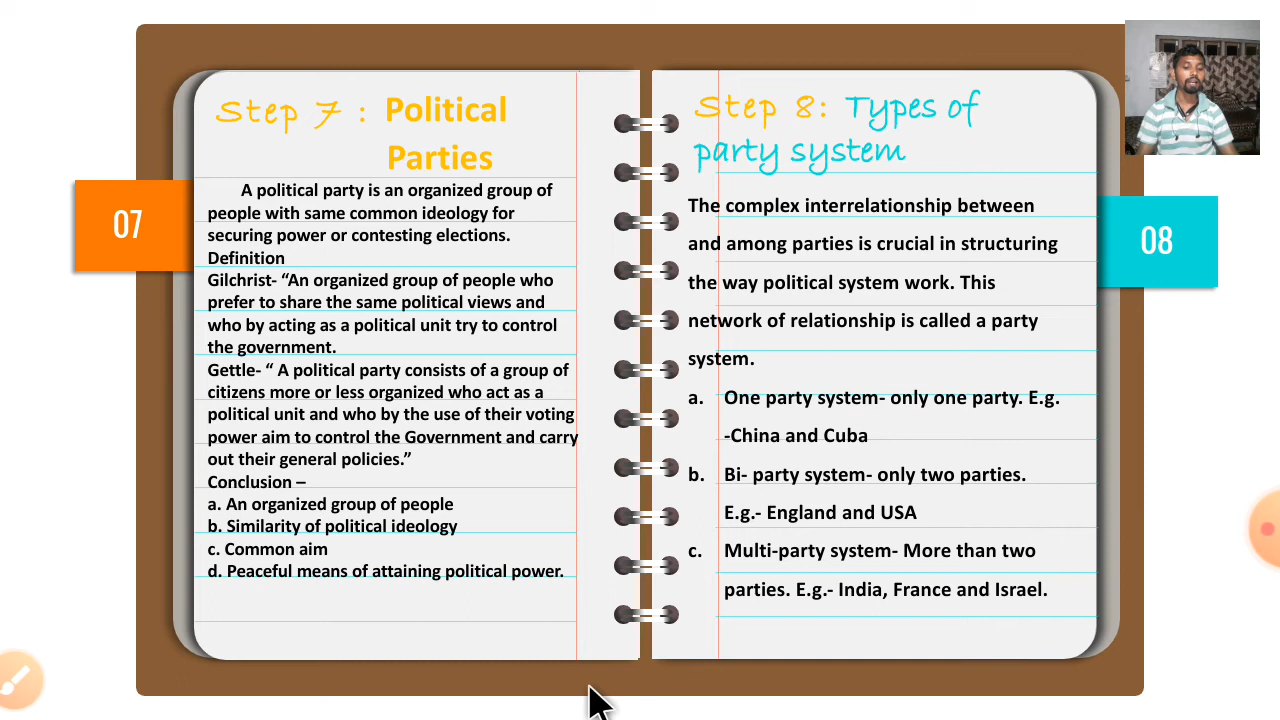 Step 7 : Political
Parties
07
A political party is an organized group of
people with same common ideology for
securing power or contesting elections.
Definition
Gilchrist- “An organized group of people who
prefer to share the same political views and
who by acting as a political unit try to control
the government.
Gettle- “ A political party consists of a group of
citizens more or less organized who act as a
political unit and who by the use of their voting
power aim to control the Government and carry
out their general policies.”
Conclusion –
a. An organized group of people
b. Similarity of political ideology
c. Common aim
d. Peaceful means of attaining political power.
Step 8: Types of
party system
08
The complex interrelationship between
and among parties is crucial in structuring
the way political system work. This
network of relationship is called a party
system.
a. One party system- only one party. E.g.
-China and Cuba
b. Bi- party system- only two parties.
E.g.- England and USA
c. Multi-party system- More than two
parties. E.g.- India, France and Israel.